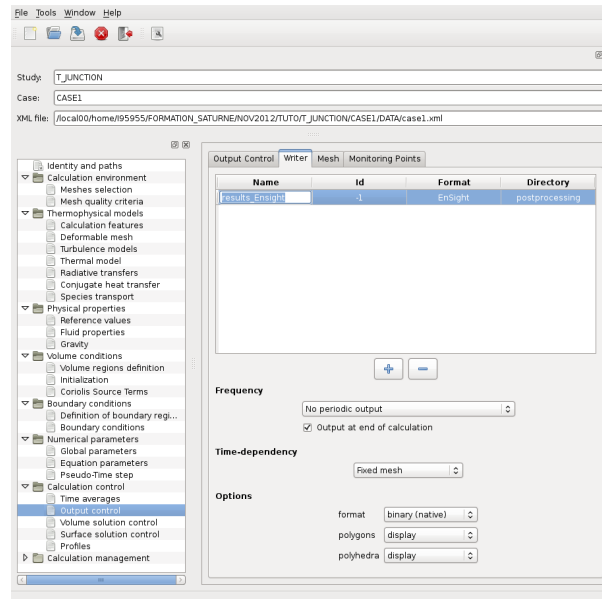 File Tools Window Help
Study: T_JUNCTION
Case: CASE1
XML file: /local00/home/I95955/FORMATION_SATURNE/NOV2012/TUTO/T_JUNCTION/CASE1/DATA/case1.xml
Identity and paths
Calculation environment
Meshes selection
Mesh quality criteria
Thermophysical models
Calculation features
Deformable mesh
Turbulence models
Thermal model
Radiative transfers
Conjugate heat transfer
Species transport
Physical properties
Reference values
Fluid properties
Gravity
Volume conditions
Volume regions definition
Initialization
Coriolis Source Terms
Boundary conditions
Definition of boundary regi...
Boundary conditions
Numerical parameters
Global parameters
Equation parameters
Pseudo-Time step
Calculation control
Time averages
Output control
Volume solution control
Surface solution control
Profiles
Calculation management
Output Control Writer Mesh Monitoring Points
Name Id Format Directory
results_Ensight -1 EnSight postprocessing
Frequency
No periodic output
Output at end of calculation
Time-dependency
Fixed mesh
Options
format binary (native)
polygons display
polyhedra display